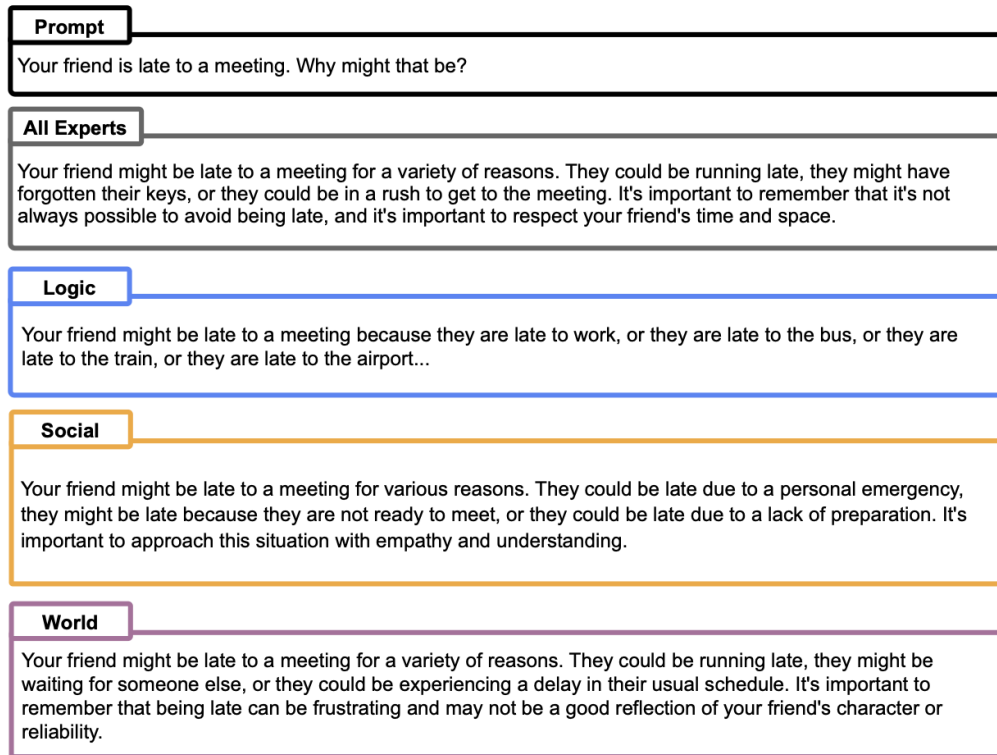 Prompt
Your friend is late to a meeting. Why might that be?
All Experts
Your friend might be late to a meeting for a variety of reasons. They could be running late, they might have
forgotten their keys, or they could be in a rush to get to the meeting. It's important to remember that it's not
always possible to avoid being late, and it's important to respect your friend's time and space.
Logic
Your friend might be late to a meeting because they are late to work, or they are late to the bus, or they are
late to the train, or they are late to the airport...
Social
Your friend might be late to a meeting for various reasons. They could be late due to a personal emergency,
they might be late because they are not ready to meet, or they could be late due to a lack of preparation. It's
important to approach this situation with empathy and understanding.
World
Your friend might be late to a meeting for a variety of reasons. They could be running late, they might be
waiting for someone else, or they could be experiencing a delay in their usual schedule. It's important to
remember that being late can be frustrating and may not be a good reflection of your friend's character or
reliability.